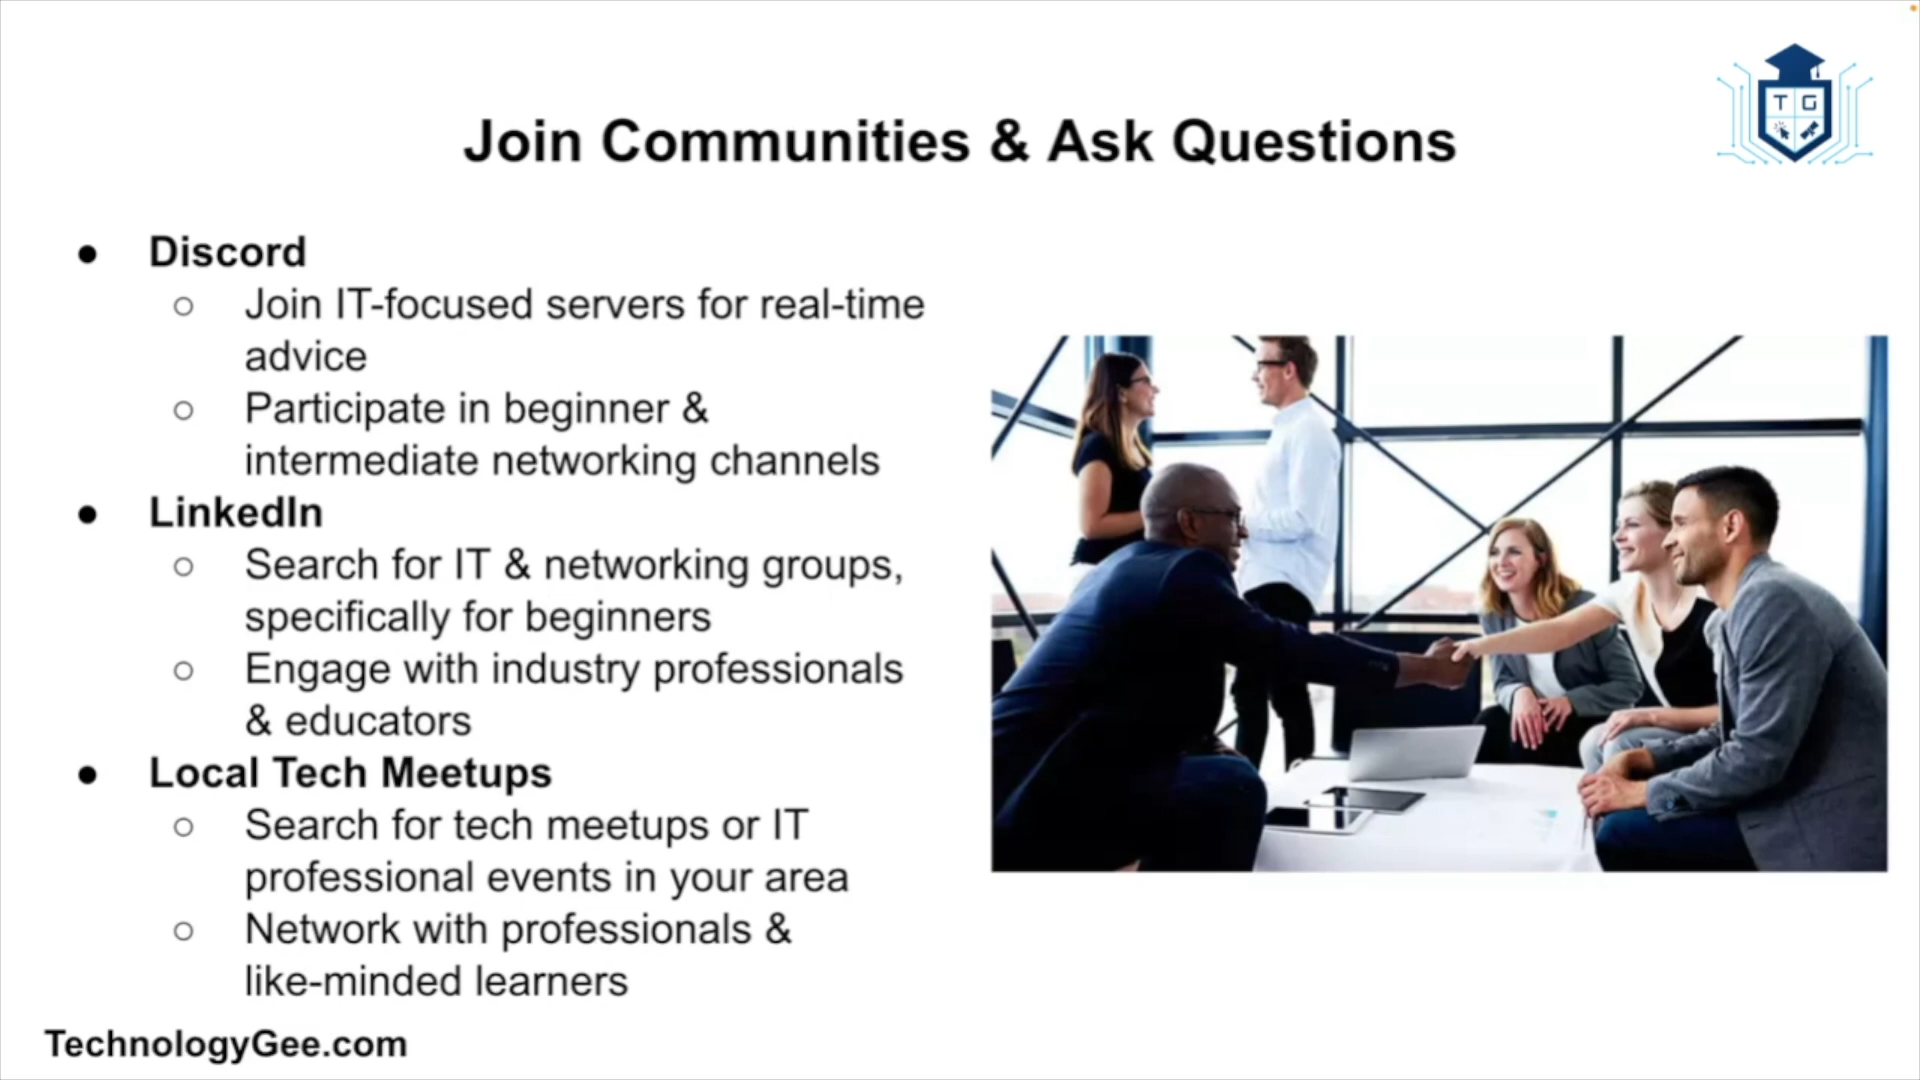 T G
Join Communities & Ask Questions
● Discord
○ Join IT-focused servers for real-time
advice
○ Participate in beginner &
intermediate networking channels
● LinkedIn
○ Search for IT & networking groups,
specifically for beginners
○ Engage with industry professionals
& educators
● Local Tech Meetups
○ Search for tech meetups or IT
professional events in your area
○ Network with professionals &
like-minded learners
TechnologyGee.com